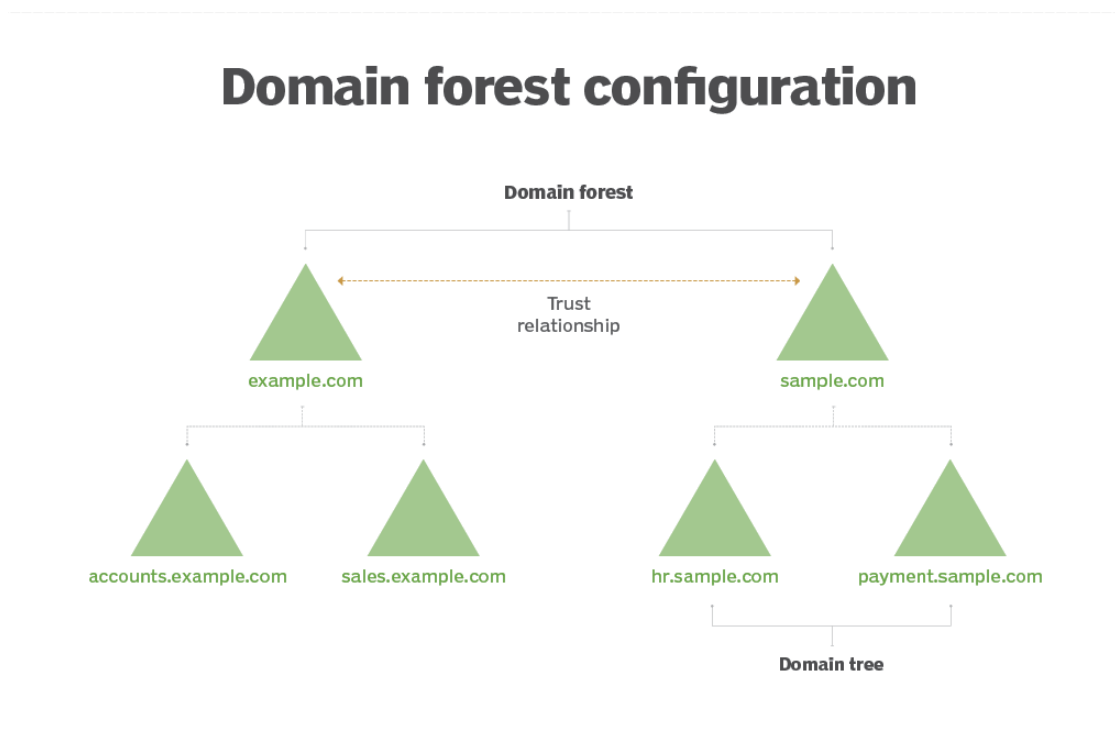 Domain forest configuration
Domain forest
Trust
relationship
example.com
sample.com
accounts.example.com
sales.example.com
hr.sample.com
payment.sample.com
Domain tree